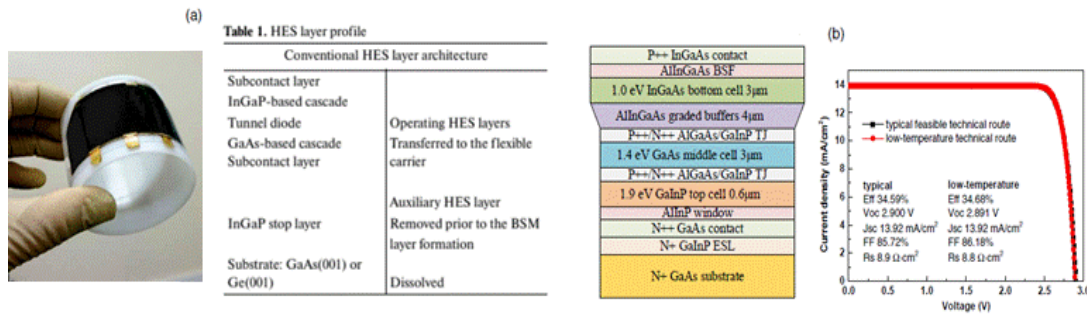 (a)
Table 1. HES layer profile
Conventional HES layer architecture
Subcontact layer
InGaP-based cascade
Tunnel diode Operating HES layers
GaAs-based cascade Transferred to the flexible
Subcontact layer carrier
Auxiliary HES layer
InGaP stop layer Removed prior to the BSM
layer formation
Substrate: GaAs(001) or
Ge(001) Dissolved
P++ InGaAs contact
AlInGaAs BSF
1.0 eV InGaAs bottom cell 3μm
AlInGaAs graded buffers 4μm
P++/N++ AlGaAs/GaInP TJ
1.4 eV GaAs middle cell 3μm
P++/N++ AlGaAs/GaInP TJ
1.9 eV GaInP top cell 0.6μm
AlInP window
N++ GaAs contact
N+ GaInP ESL
N+ GaAs substrate
(b)
Current density (mA/cm²)
14
12
10
8
6
4
2
0
typical feasible technical route
low-temperature technical route
typical low-temperature
Eff 34.59% Eff 34.68%
Voc 2.900 V Voc 2.891 V
Jsc 13.92 mA/cm² Jsc 13.92 mA/cm²
FF 85.72% FF 86.18%
Rs 8.9 Ω·cm² Rs 8.8 Ω·cm²
0.0 0.5 1.0 1.5 2.0 2.5 3.0
Voltage (V)